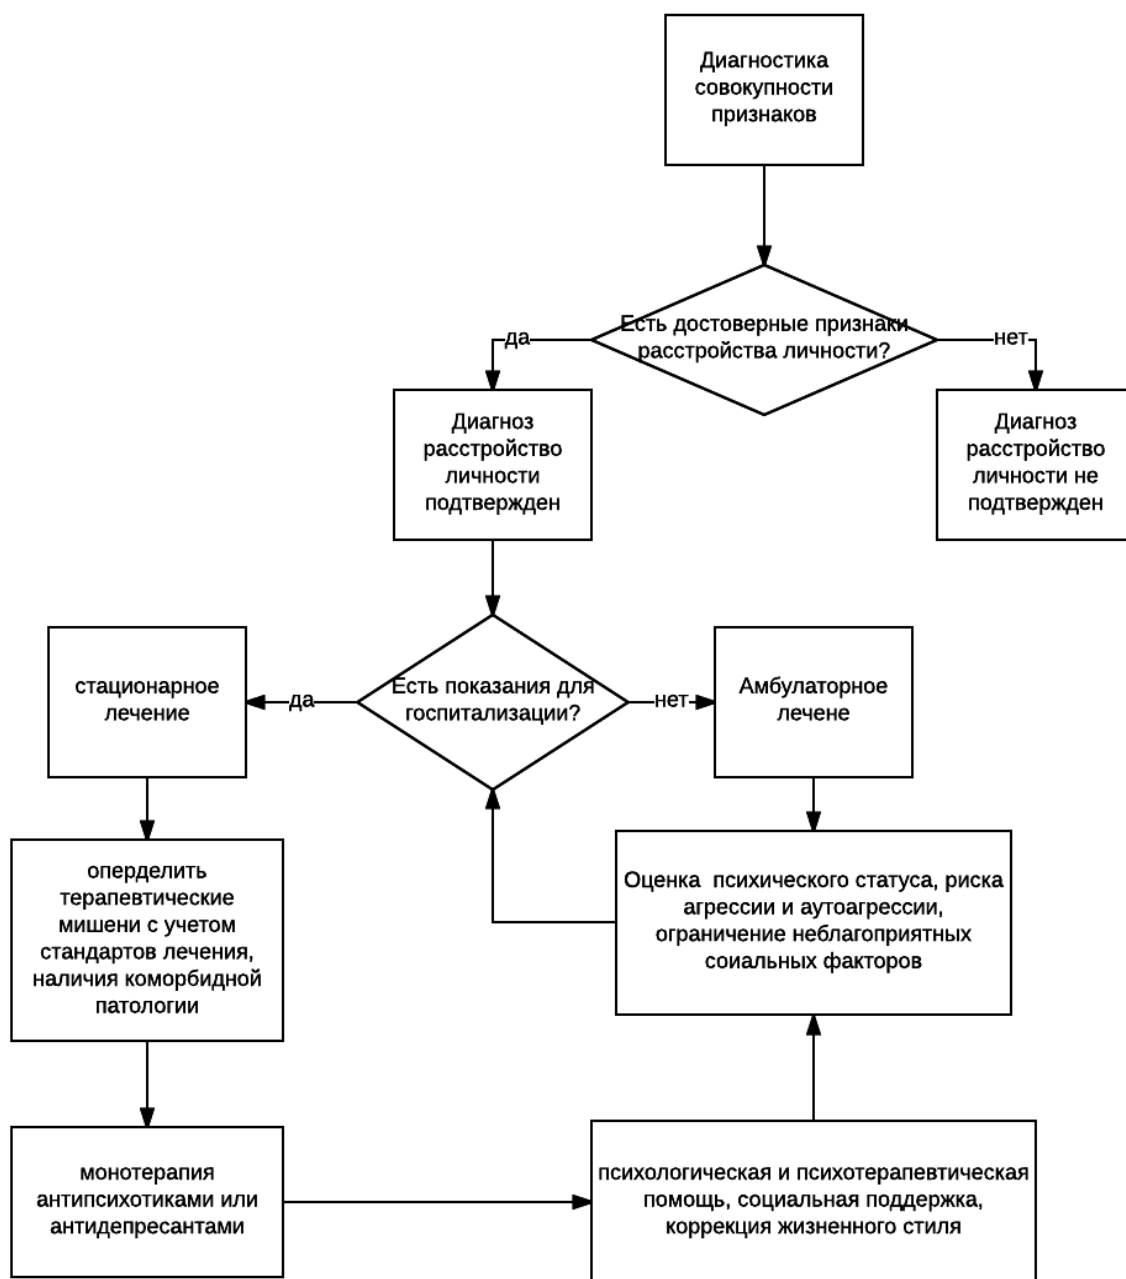 Диагностика
совокупности
признаков
Есть достоверные признаки
расстройства личности?
да
нет
Диагноз
расстройство
личности
подтвержден
Диагноз
расстройство
личности не
подтвержден
стационарное
лечение
да
Есть показания для
госпитализации?
нет
Амбулаторное
лечене
оперделить
терапевтические
мишени с учетом
стандартов лечения,
наличия коморбидной
патологии
Оценка психического статуса, риска
агрессии и аутоагрессии,
ограничение неблагоприятных
соиальных факторов
монотерапия
антипсихотиками или
антидепресантами
психологическая и психотерапевтическая
помощь, социальная поддержка,
коррекция жизненного стиля